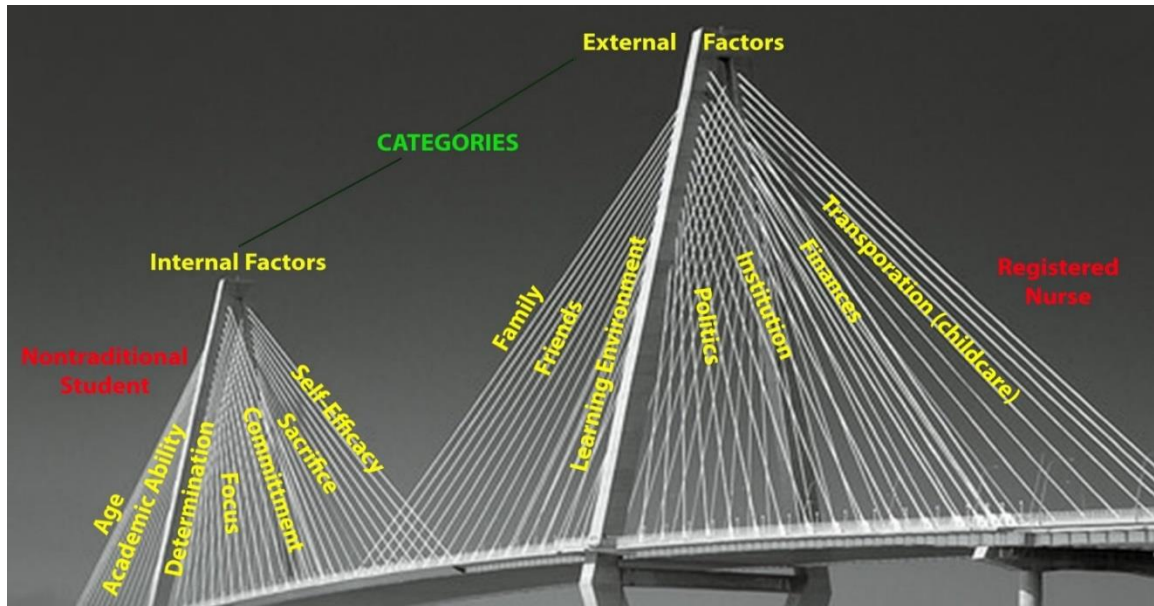 External Factors
CATEGORIES
Internal Factors
Nontraditional
Student
Age
Academic Ability
Determination
Focus
Committment
Sacrifice
Self-Efficacy
Family
Friends
Learning Environment
Politics
Institution
Finances
Transporation (childcare)
Registered
Nurse